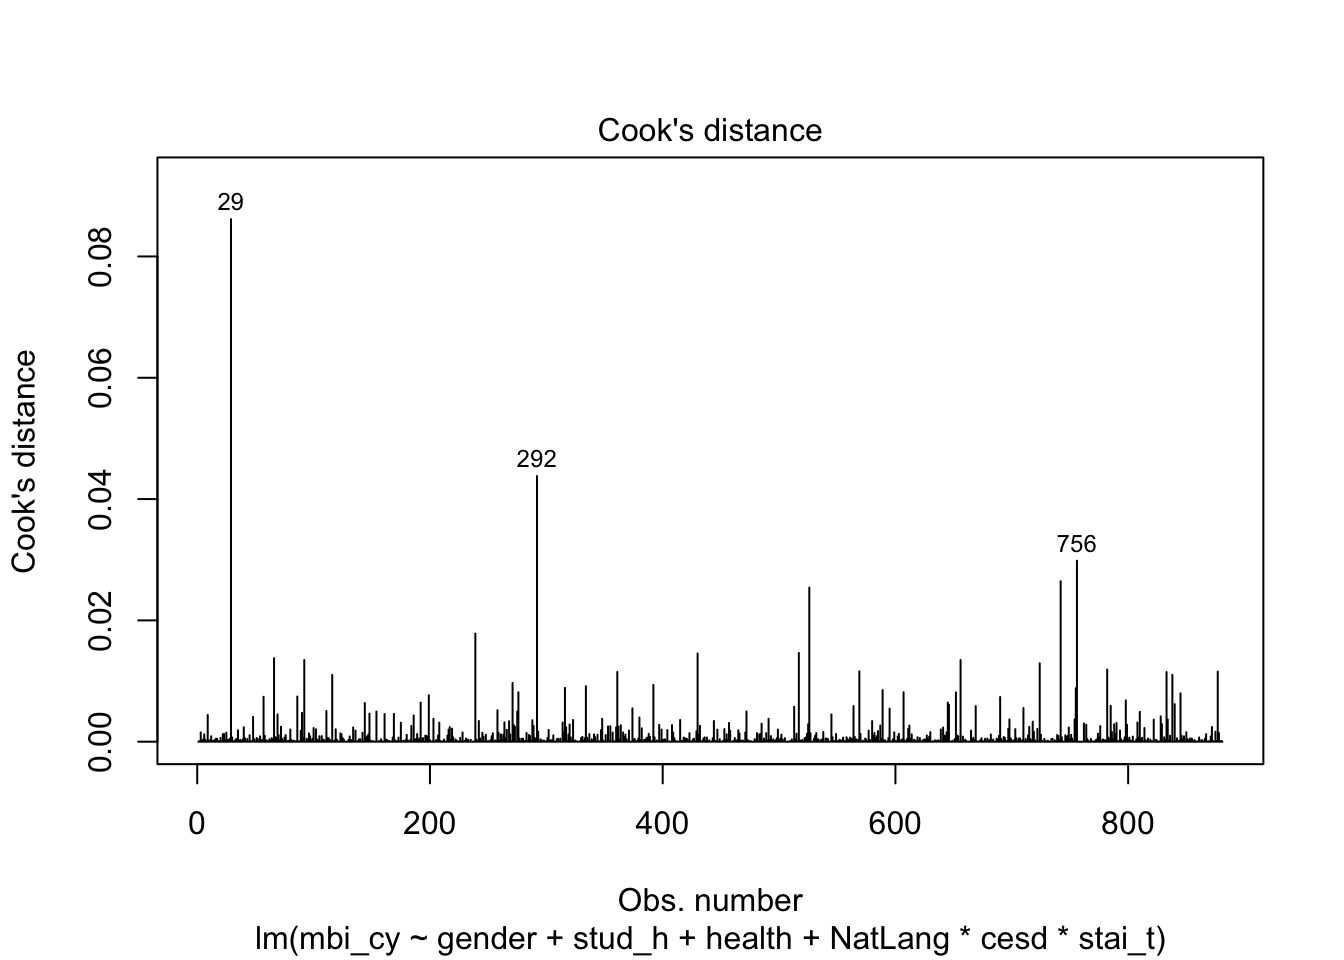 Cook's distance
29
292
756
Cook's distance
0.08
0.06
0.04
0.02
0.00
0 200 400 600 800
Obs. number
lm(mbi_cy ~ gender + stud_h + health + NatLang * cesd * stai_t)